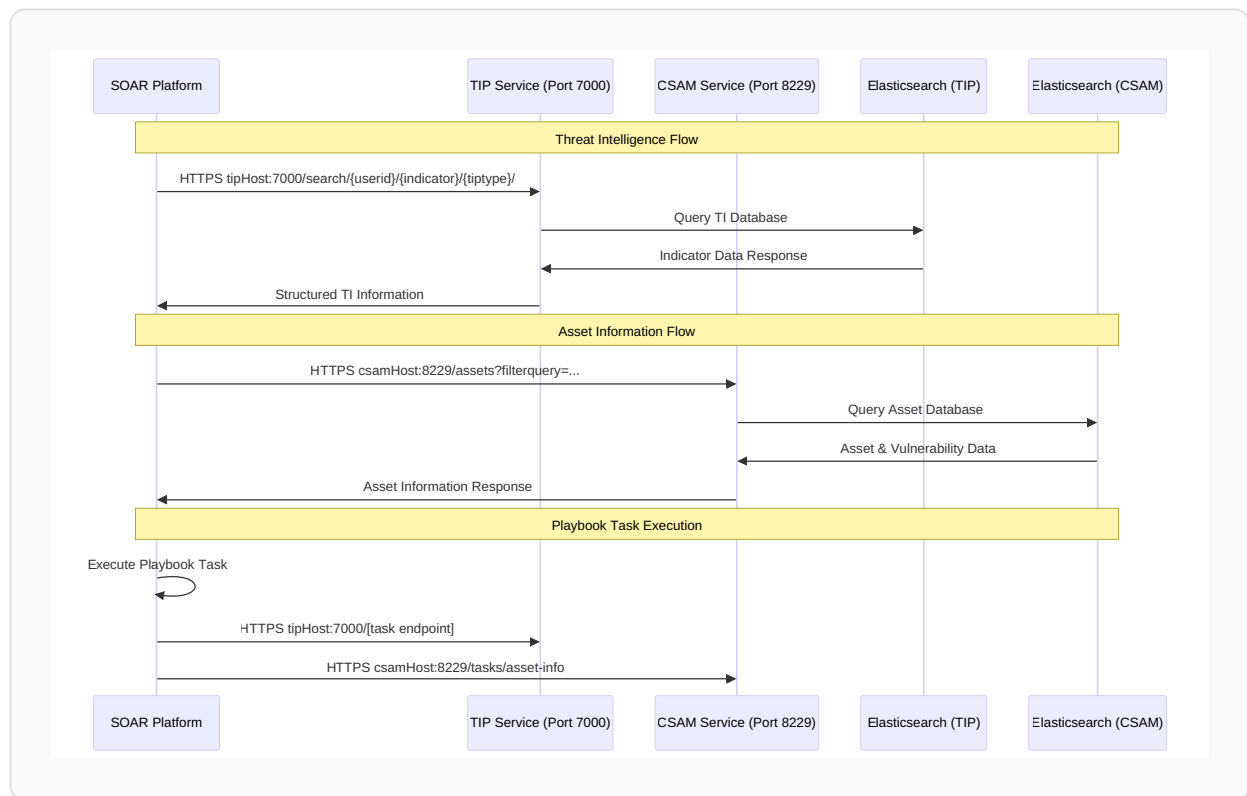 SOAR Platform
TIP Service (Port 7000)
CSAM Service (Port 8229)
Elasticsearch (TIP)
Elasticsearch (CSAM)
Threat Intelligence Flow
HTTPS tipHost:7000/search/{userid}/{indicator}/{tiptype}/
Query TI Database
Indicator Data Response
Structured TI Information
Asset Information Flow
HTTPS csamHost:8229/assets?filterquery=...
Query Asset Database
Asset & Vulnerability Data
Asset Information Response
Playbook Task Execution
Execute Playbook Task
HTTPS tipHost:7000/[task endpoint]
HTTPS csamHost:8229/tasks/asset-info
SOAR Platform
TIP Service (Port 7000)
CSAM Service (Port 8229)
Elasticsearch (TIP)
Elasticsearch (CSAM)